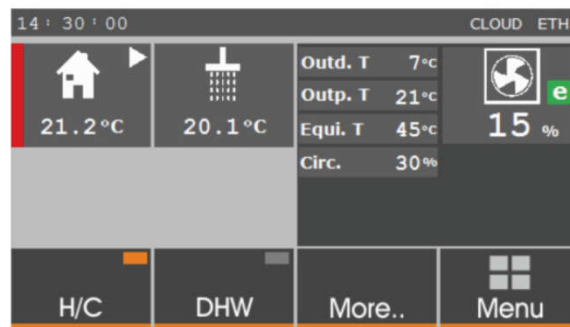 14 : 30 : 00 CLOUD ETH
21.2°C
20.1°C
Outd. T 7°C
Outp. T 21°C
Equi. T 45°C
Circ. 30%
e
15 %
H/C
DHW
More..
Menu